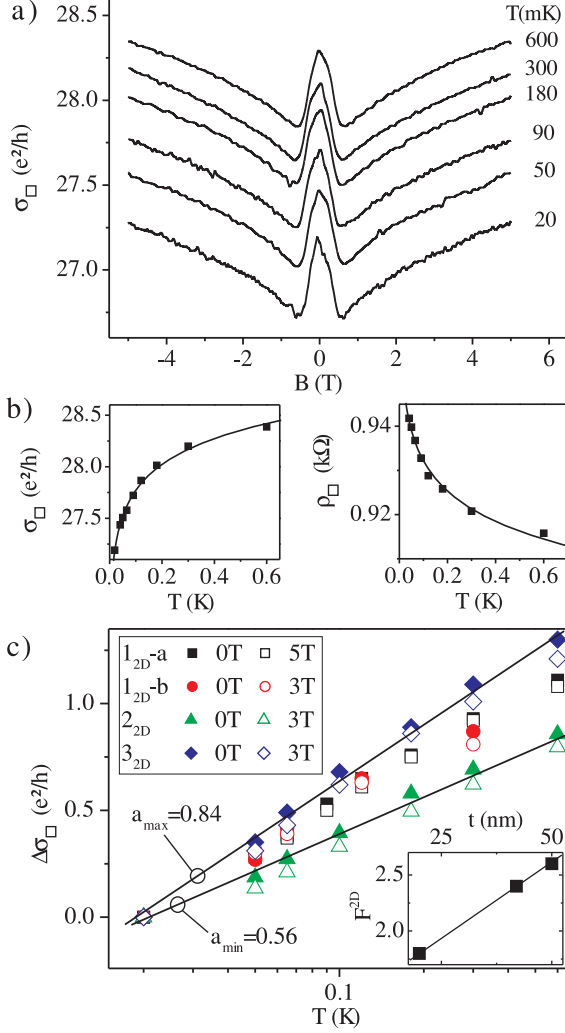 a)
T(mK)
600
300
180
90
50
20
28.5
28.0
27.5
27.0
σ□ (e²/h)
-4 -2 0 2 4 6
B (T)
b)
28.5
28.0
27.5
σ□ (e²/h)
0.0 0.2 0.4 0.6
T (K)
0.94
0.92
ρ□ (kΩ)
0.0 0.2 0.4 0.6
T (K)
c)
1₂D-a 0T 5T
1₂D-b 0T 3T
2₂D 0T 3T
3₂D 0T 3T
1.0
0.5
0.0
Δσ□ (e²/h)
amax=0.84
amin=0.56
0.1
T (K)
t (nm)
25 50
2.5
2.0
F²ᴰ